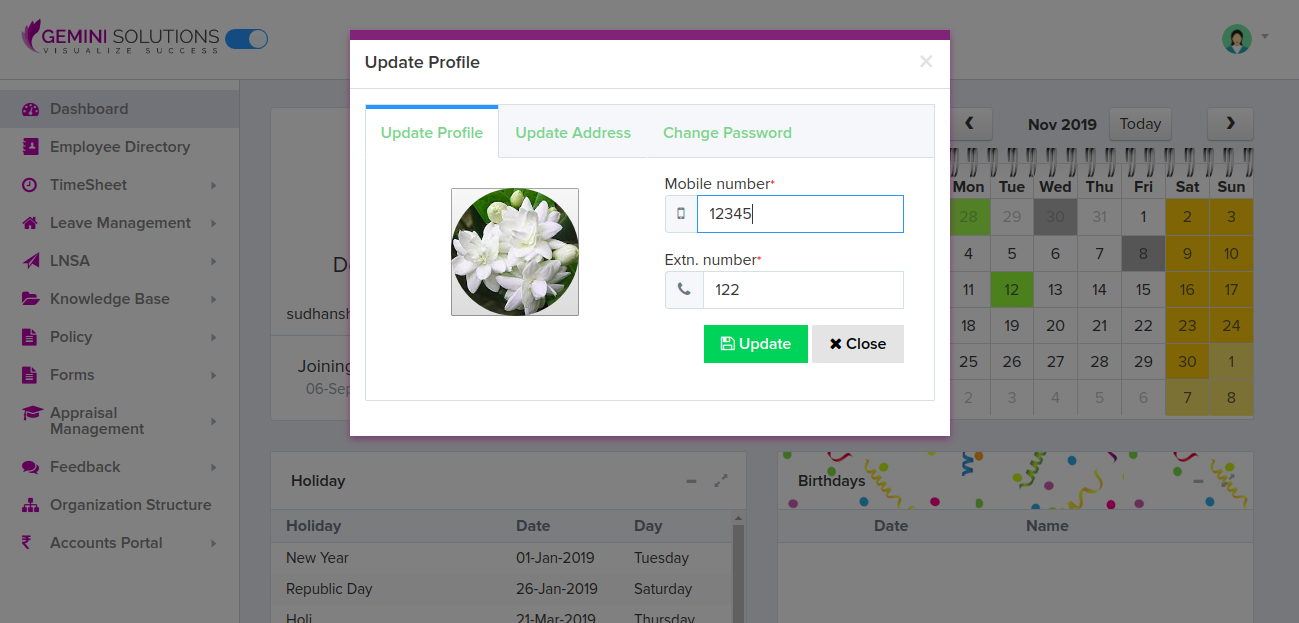 GEMINI SOLUTIONS
VISUALIZE SUCCESS
Dashboard
Employee Directory
TimeSheet
Leave Management
LNSA
Knowledge Base
Policy
Forms
Appraisal
Management
Feedback
Organization Structure
Accounts Portal
Update Profile
Update Profile Update Address Change Password
Mobile number*
12345
Extn. number*
122
Update Close
sudhansh
Joining
06-Sep
Nov 2019 Today
Mon Tue Wed Thu Fri Sat Sun
28 29 30 31 1 2 3
4 5 6 7 8 9 10
11 12 13 14 15 16 17
18 19 20 21 22 23 24
25 26 27 28 29 30 1
2 3 4 5 6 7 8
Holiday
Holiday Date Day
New Year 01-Jan-2019 Tuesday
Republic Day 26-Jan-2019 Saturday
Holi 21-Mar-2019 Thursday
Birthdays
Date Name